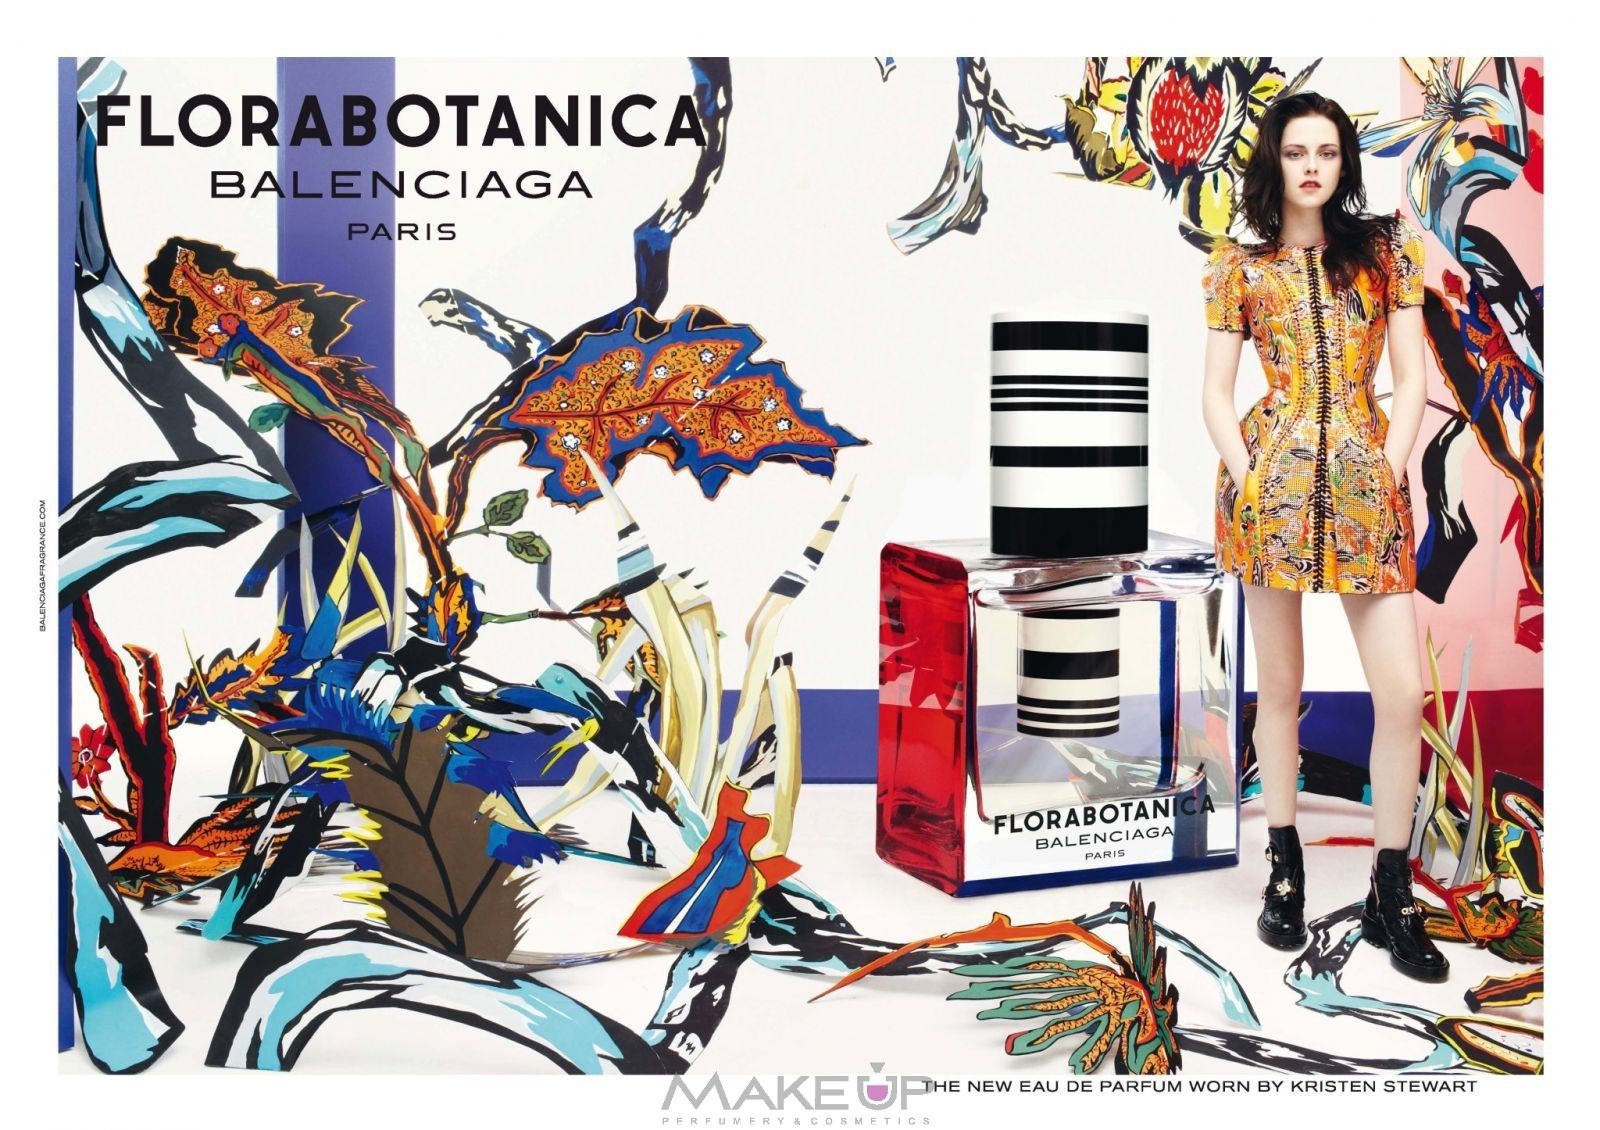 FLORABOTANICA
BALENCIAGA
PARIS
BALENCIAGAFRAGRANCE.COM
FLORABOTANICA
BALENCIAGA
PARIS
THE NEW EAU DE PARFUM WORN BY KRISTEN STEWART
MAKEUP
PERFUMERY & COSMETICS